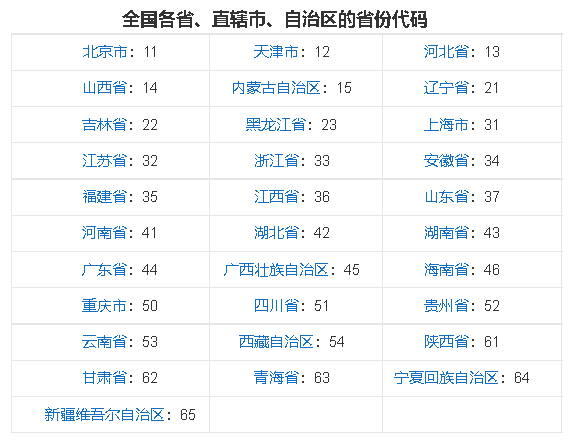 全国各省、直辖市、自治区的省份代码
北京市：11 天津市：12 河北省：13
山西省：14 内蒙古自治区：15 辽宁省：21
吉林省：22 黑龙江省：23 上海市：31
江苏省：32 浙江省：33 安徽省：34
福建省：35 江西省：36 山东省：37
河南省：41 湖北省：42 湖南省：43
广东省：44 广西壮族自治区：45 海南省：46
重庆市：50 四川省：51 贵州省：52
云南省：53 西藏自治区：54 陕西省：61
甘肃省：62 青海省：63 宁夏回族自治区：64
新疆维吾尔自治区：65